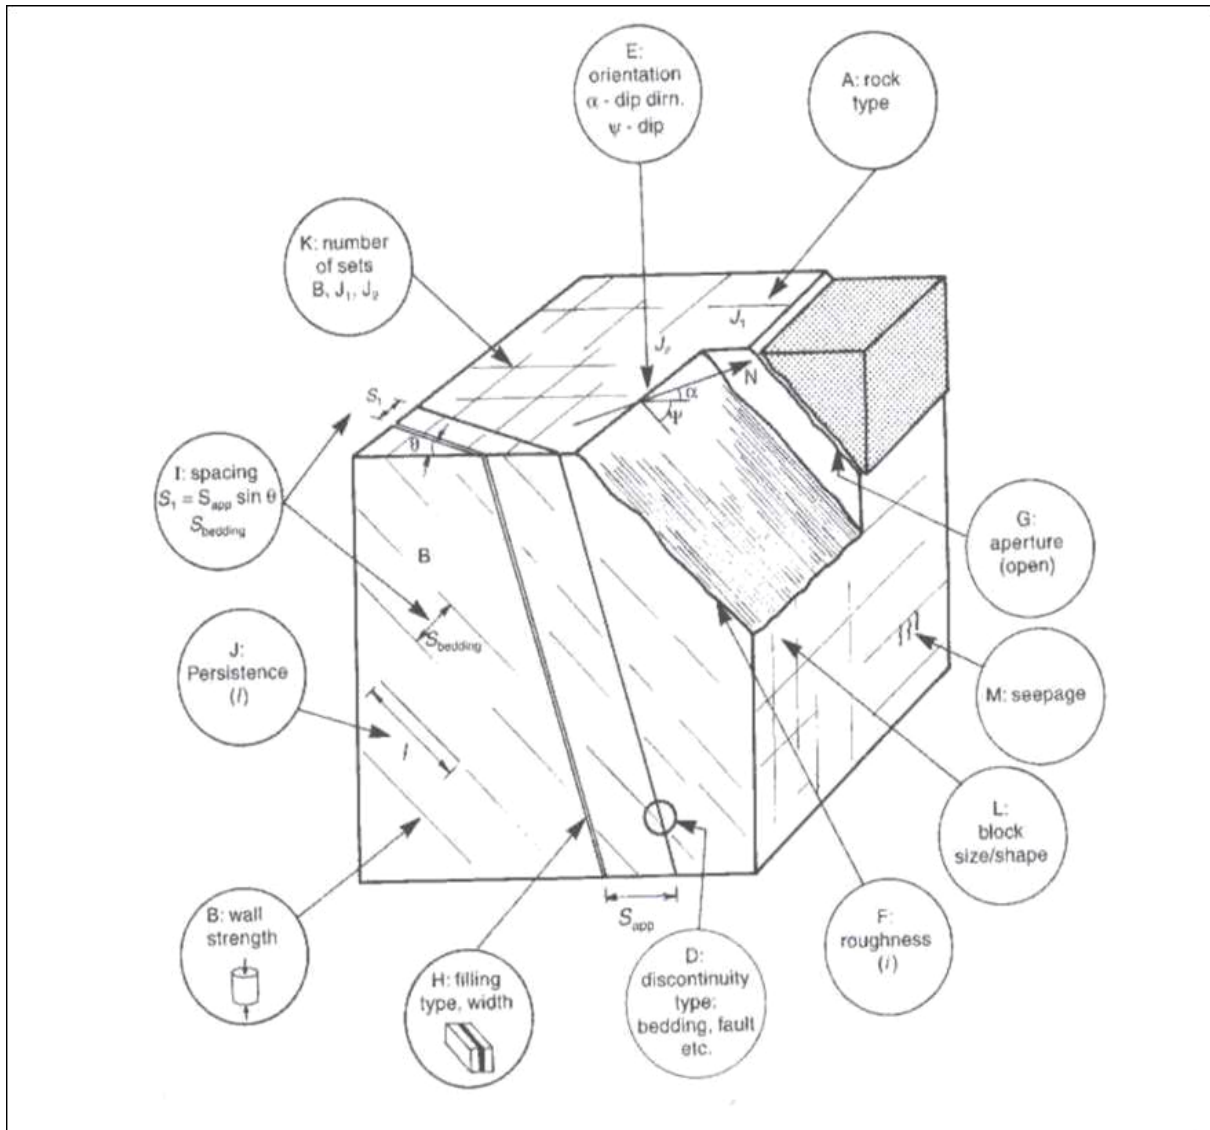 E:
orientation
α - dip dirn.
ψ - dip
A: rock
type
K: number
of sets
B, J₁, J₂
J₁
J₂
N
α
ψ
S₁
θ
I: spacing
S₁ = Sapp sin θ
Sbedding
B
G:
aperture
(open)
Sbedding
J:
Persistence
(l)
M: seepage
l
L:
block
size/shape
B: wall
strength
Sapp
F:
roughness
(i)
H: filling
type, width
D:
discontinuity
type:
bedding, fault
etc.